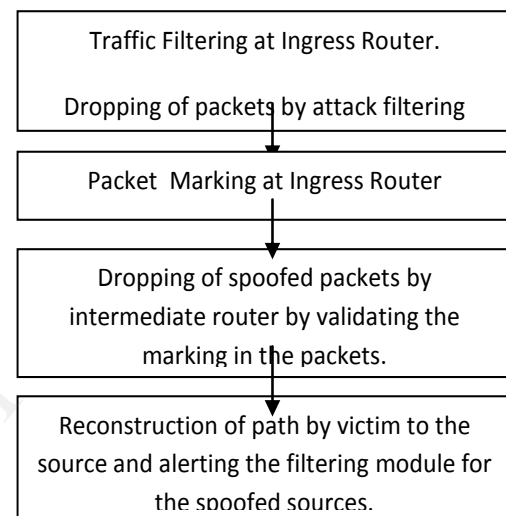 Traffic Filtering at Ingress Router.
Dropping of packets by attack filtering
Packet Marking at Ingress Router
Dropping of spoofed packets by
intermediate router by validating the
marking in the packets.
Reconstruction of path by victim to the
source and alerting the filtering module for
the spoofed sources.